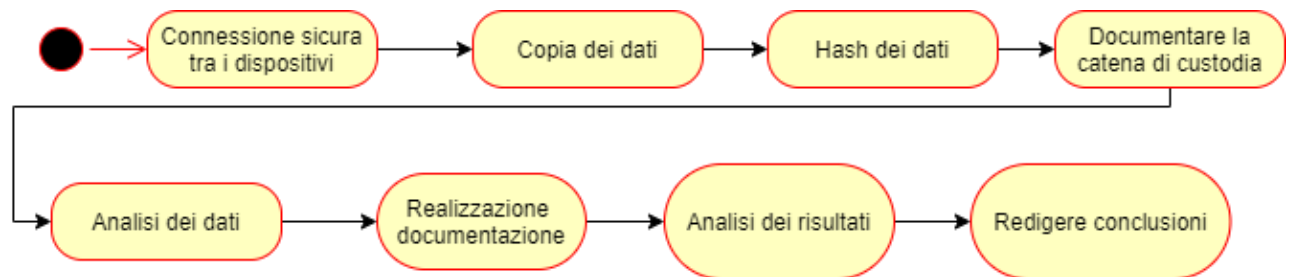 Connessione sicura
tra i dispositivi
Copia dei dati
Hash dei dati
Documentare la
catena di custodia
Analisi dei dati
Realizzazione
documentazione
Analisi dei risultati
Redigere conclusioni